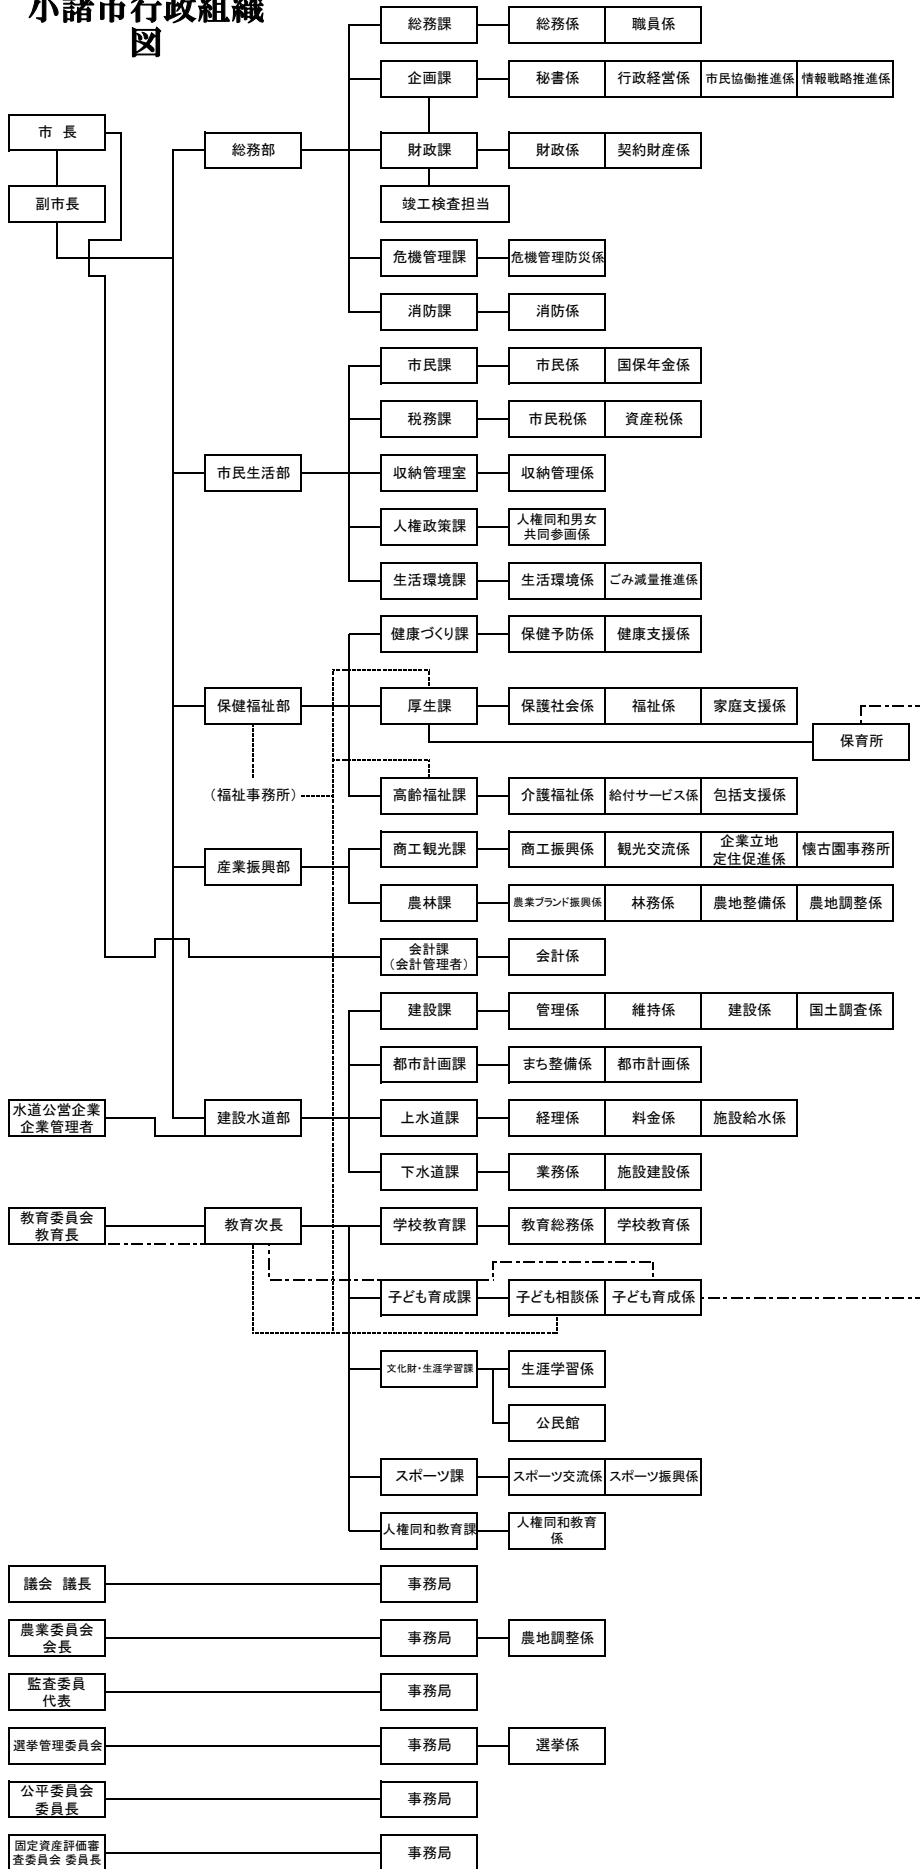 小諸市行政組織
図
総務課
総務係
職員係
企画課
秘書係
行政経営係
市民協働推進係
情報戦略推進係
市　長
総務部
財政課
財政係
契約財産係
副市長
竣工検査担当
危機管理課
危機管理防災係
消防課
消防係
市民課
市民係
国保年金係
税務課
市民税係
資産税係
市民生活部
収納管理室
収納管理係
人権政策課
人権同和男女
共同参画係
生活環境課
生活環境係
ごみ減量推進係
健康づくり課
保健予防係
健康支援係
保健福祉部
厚生課
保護社会係
福祉係
家庭支援係
保育所
（福祉事務所）
高齢福祉課
介護福祉係
給付サービス係
包括支援係
産業振興部
商工観光課
商工振興係
観光交流係
企業立地
定住促進係
懐古園事務所
農林課
農業ブランド振興係
林務係
農地整備係
農地調整係
会計課
（会計管理者）
会計係
建設課
管理係
維持係
建設係
国土調査係
都市計画課
まち整備係
都市計画係
水道公営企業
企業管理者
建設水道部
上水道課
経理係
料金係
施設給水係
下水道課
業務係
施設建設係
教育委員会
教育長
教育次長
学校教育課
教育総務係
学校教育係
子ども育成課
子ども相談係
子ども育成係
文化財・生涯学習課
生涯学習係
公民館
スポーツ課
スポーツ交流係
スポーツ振興係
人権同和教育課
人権同和教育
係
議会　議長
事務局
農業委員会
会長
事務局
農地調整係
監査委員
代表
事務局
選挙管理委員会
事務局
選挙係
公平委員会
委員長
事務局
固定資産評価審
査委員会 委員長
事務局